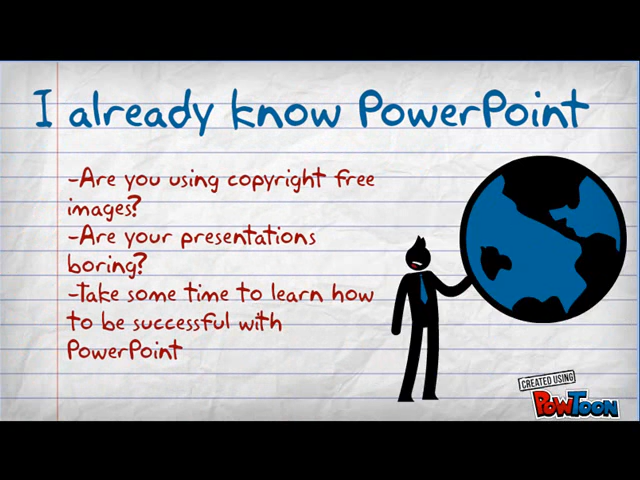 I already know PowerPoint
-Are you using copyright free
images?
-Are your presentations
boring?
-Take some time to learn how
to be successful with
PowerPoint
CREATED USING
POWTOON